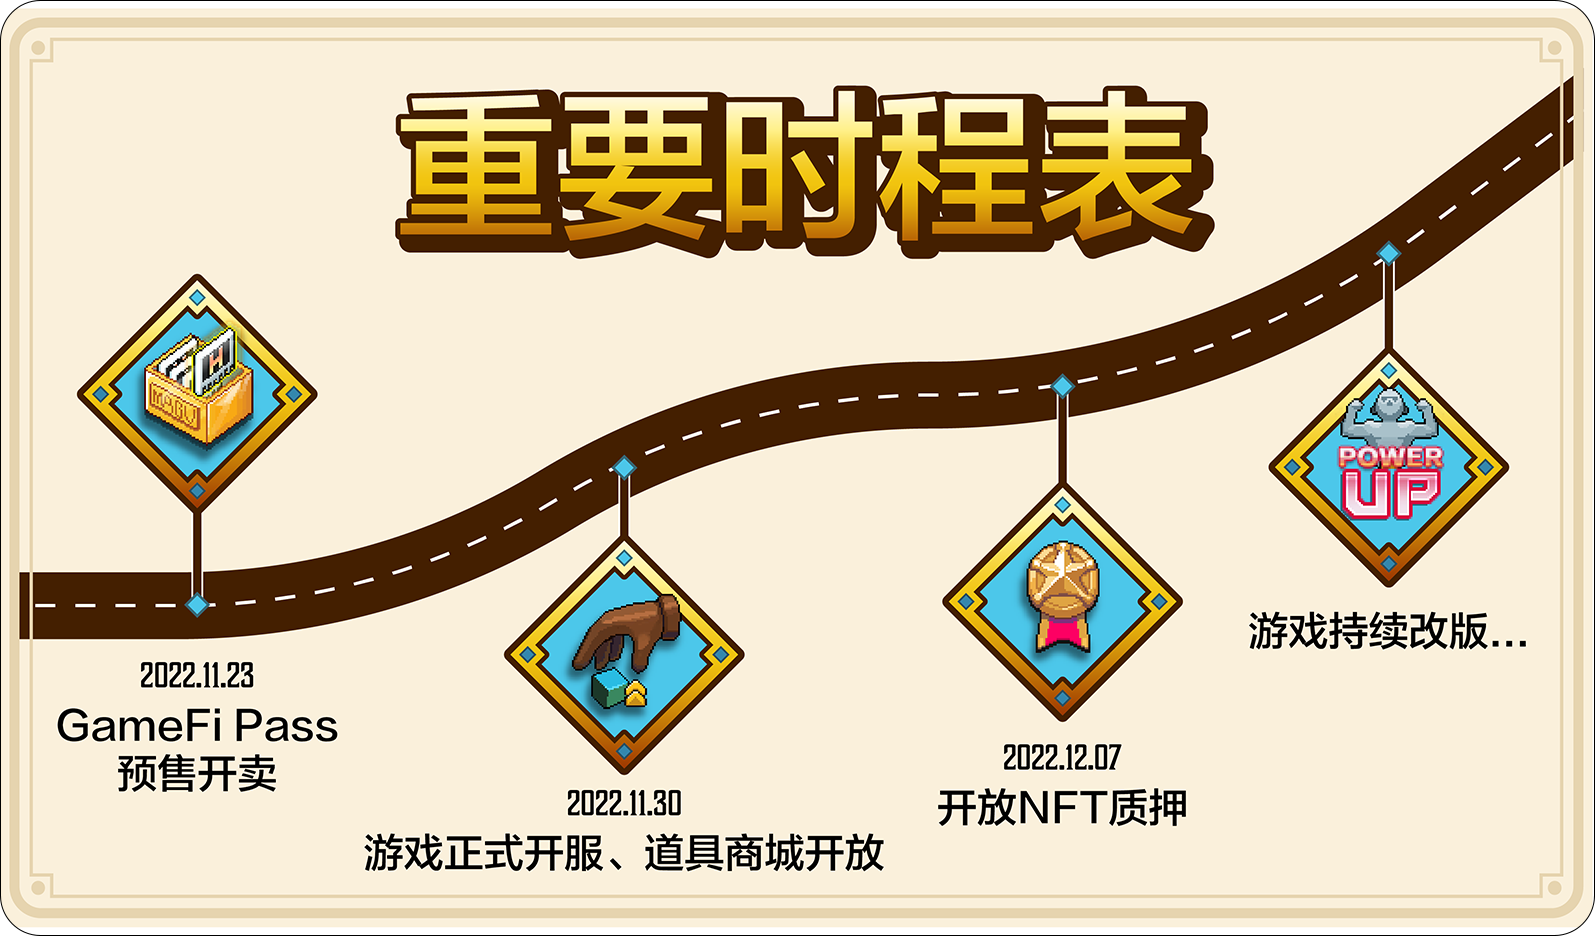 重要时程表
MARU
H
2022.11.23
GameFi Pass
预售开卖
2022.11.30
游戏正式开服、道具商城开放
2022.12.07
开放NFT质押
POWER
UP
游戏持续改版...